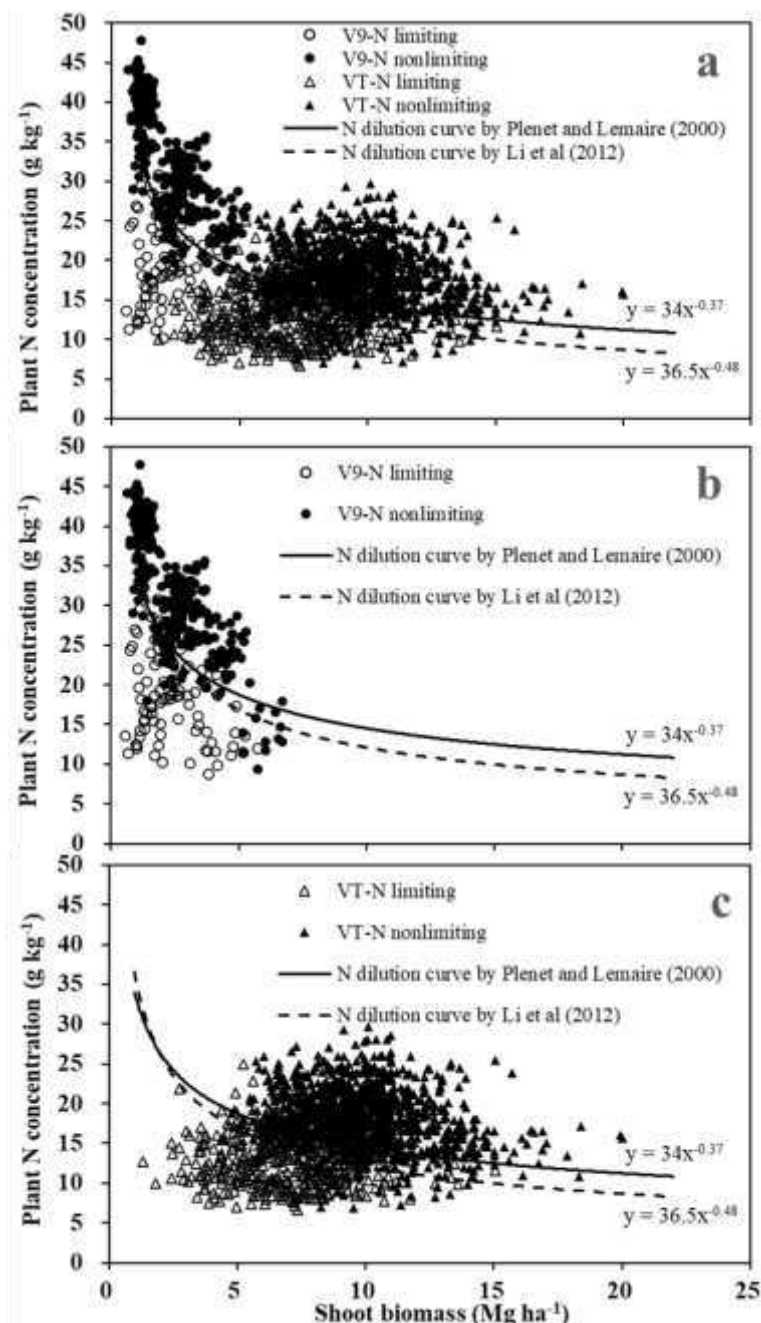 a
50
45
40
35
30
25
20
15
10
5
0
Plant N concentration (g kg-1)
V9-N limiting
V9-N nonlimiting
VT-N limiting
VT-N nonlimiting
N dilution curve by Plenet and Lemaire (2000)
N dilution curve by Li et al (2012)
y = 34x-0.37
y = 36.5x-0.48
b
50
45
40
35
30
25
20
15
10
5
0
Plant N concentration (g kg-1)
V9-N limiting
V9-N nonlimiting
N dilution curve by Plenet and Lemaire (2000)
N dilution curve by Li et al (2012)
y = 34x-0.37
y = 36.5x-0.48
c
50
45
40
35
30
25
20
15
10
5
0
Plant N concentration (g kg-1)
VT-N limiting
VT-N nonlimiting
N dilution curve by Plenet and Lemaire (2000)
N dilution curve by Li et al (2012)
y = 34x-0.37
y = 36.5x-0.48
0 5 10 15 20 25
Shoot biomass (Mg ha-1)